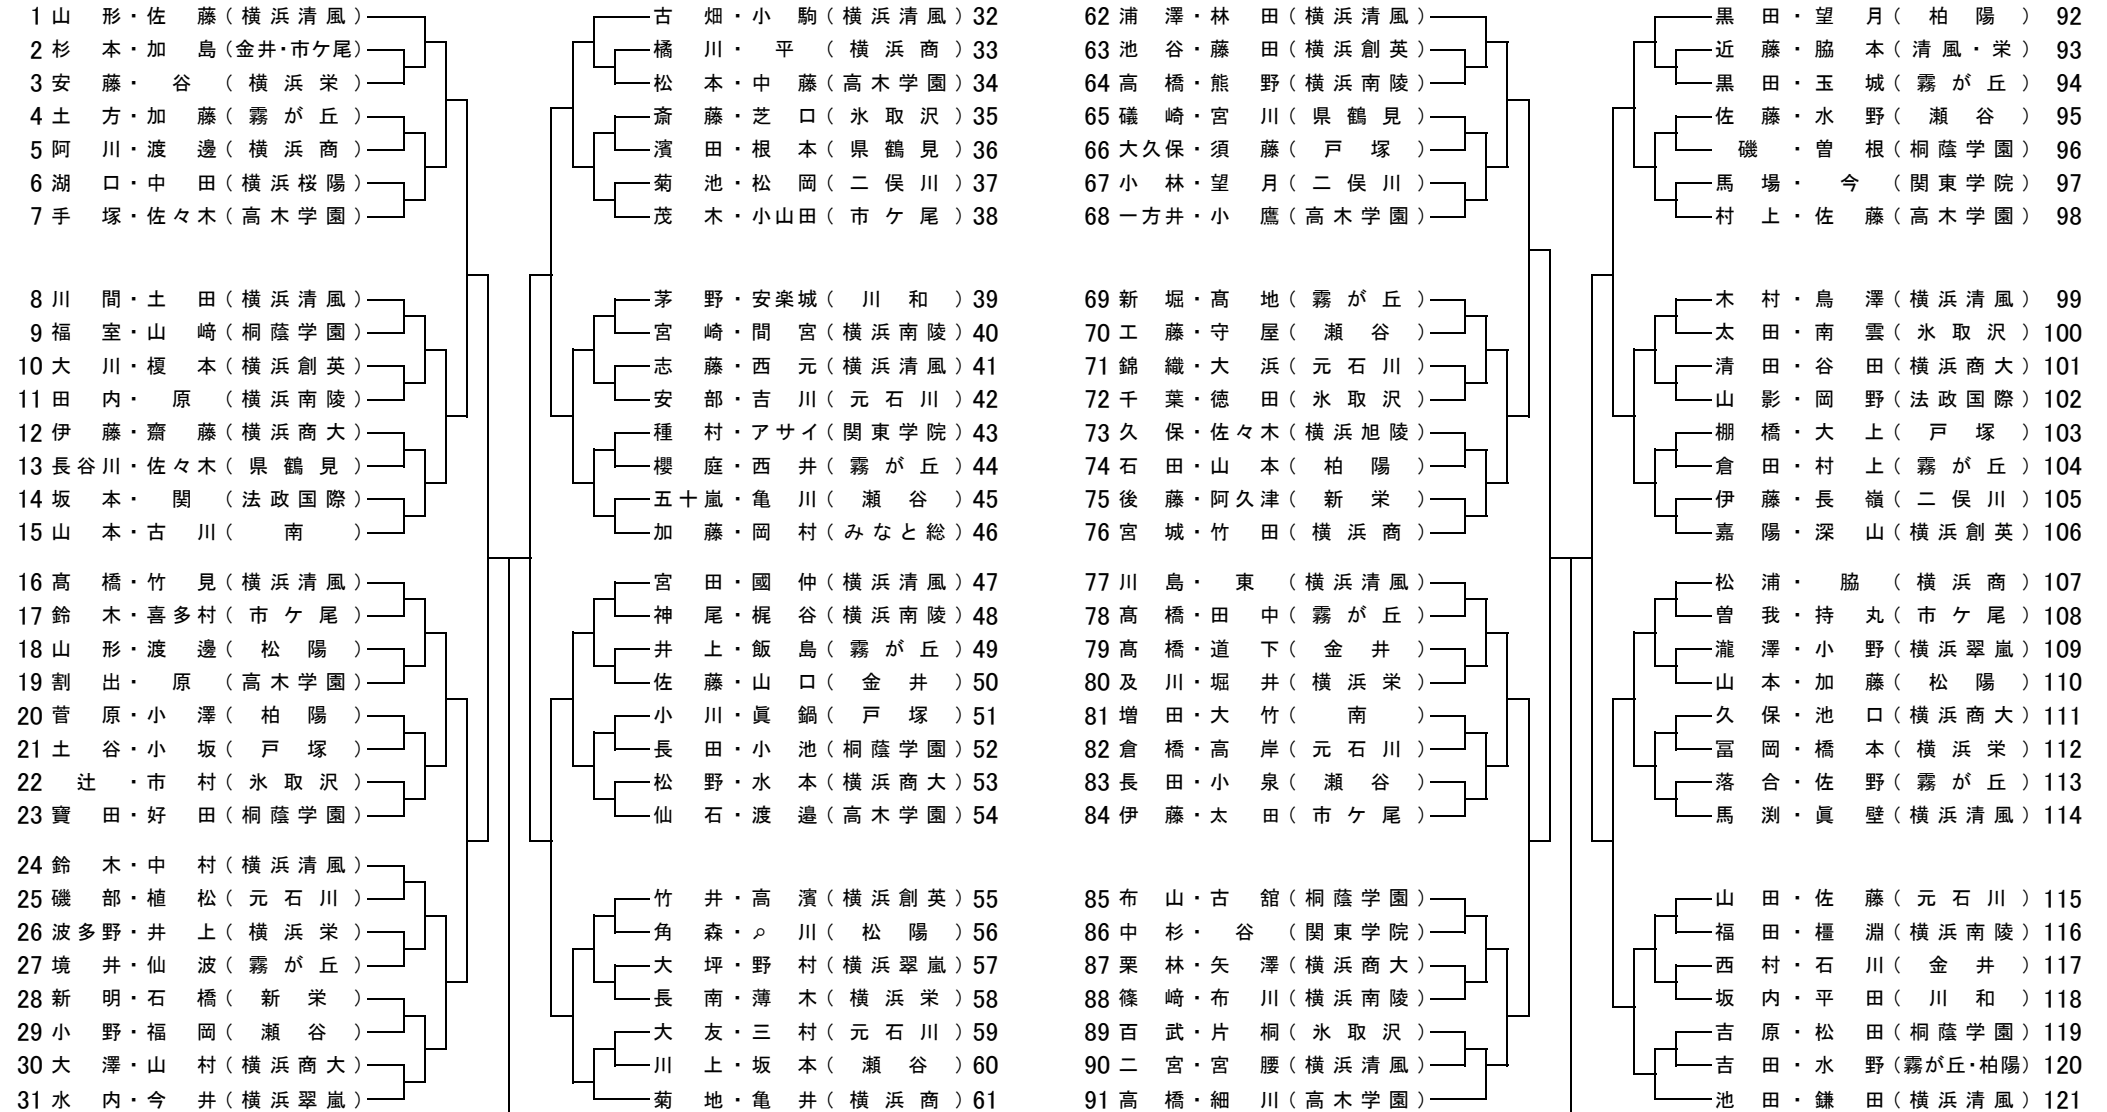 1 山形・佐藤(横浜清風)
2 杉本・加島(金井・市ケ尾)
3 安藤・谷(横浜栄)
4 土方・加藤(霧が丘)
5 阿川・渡邊(横浜商)
6 湖口・中田(横浜桜陽)
7 手塚・佐々木(高木学園)
8 川間・土田(横浜清風)
9 福室・山﨑(桐蔭学園)
10 大川・榎本(横浜創英)
11 田内・原(横浜南陵)
12 伊藤・齋藤(横浜商大)
13 長谷川・佐々木(県鶴見)
14 坂本・関(法政国際)
15 山本・古川(南)
16 髙橋・竹見(横浜清風)
17 鈴木・喜多村(市ケ尾)
18 山形・渡邊(松陽)
19 割出・原(高木学園)
20 菅原・小澤(柏陽)
21 土谷・小坂(戸塚)
22 辻・市村(氷取沢)
23 寶田・好田(桐蔭学園)
24 鈴木・中村(横浜清風)
25 磯部・植松(元石川)
26 波多野・井上(横浜栄)
27 境井・仙波(霧が丘)
28 新明・石橋(新栄)
29 小野・福岡(瀬谷)
30 大澤・山村(横浜商大)
31 水内・今井(横浜翠嵐)
古畑・小駒(横浜清風)32
橘川・平(横浜商)33
松本・中藤(高木学園)34
斎藤・芝口(氷取沢)35
濱田・根本(県鶴見)36
菊池・松岡(二俣川)37
茂木・小山田(市ケ尾)38
茅野・安楽城(川和)39
宮崎・間宮(横浜南陵)40
志藤・西元(横浜清風)41
安部・吉川(元石川)42
種村・アサイ(関東学院)43
櫻庭・西井(霧が丘)44
五十嵐・亀川(瀬谷)45
加藤・岡村(みなと総)46
宮田・國仲(横浜清風)47
神尾・梶谷(横浜南陵)48
井上・飯島(霧が丘)49
佐藤・山口(金井)50
小川・眞鍋(戸塚)51
長田・小池(桐蔭学園)52
松野・水本(横浜商大)53
仙石・渡邉(高木学園)54
竹井・高濱(横浜創英)55
角森・川(松陽)56
大坪・野村(横浜翠嵐)57
長南・薄木(横浜栄)58
大友・三村(元石川)59
川上・坂本(瀬谷)60
菊地・亀井(横浜商)61
62 浦澤・林田(横浜清風)
63 池谷・藤田(横浜創英)
64 高橋・熊野(横浜南陵)
65 礒崎・宮川(県鶴見)
66 大久保・須藤(戸塚)
67 小林・望月(二俣川)
68 一方井・小鷹(高木学園)
69 新堀・髙地(霧が丘)
70 工藤・守屋(瀬谷)
71 錦織・大浜(元石川)
72 千葉・徳田(氷取沢)
73 久保・佐々木(横浜旭陵)
74 石田・山本(柏陽)
75 後藤・阿久津(新栄)
76 宮城・竹田(横浜商)
77 川島・東(横浜清風)
78 髙橋・田中(霧が丘)
79 髙橋・道下(金井)
80 及川・堀井(横浜栄)
81 増田・大竹(南)
82 倉橋・高岸(元石川)
83 長田・小泉(瀬谷)
84 伊藤・太田(市ケ尾)
85 布山・古舘(桐蔭学園)
86 中杉・谷(関東学院)
87 栗林・矢澤(横浜商大)
88 篠﨑・布川(横浜南陵)
89 百武・片桐(氷取沢)
90 二宮・宮腰(横浜清風)
91 高橋・細川(高木学園)
黒田・望月(柏陽)92
近藤・脇本(清風・栄)93
黒田・玉城(霧が丘)94
佐藤・水野(瀬谷)95
磯・曽根(桐蔭学園)96
馬場・今(関東学院)97
村上・佐藤(高木学園)98
木村・鳥澤(横浜清風)99
太田・南雲(氷取沢)100
清田・谷田(横浜商大)101
山影・岡野(法政国際)102
棚橋・大上(戸塚)103
倉田・村上(霧が丘)104
伊藤・長嶺(二俣川)105
嘉陽・深山(横浜創英)106
松浦・脇(横浜商)107
曽我・持丸(市ケ尾)108
瀧澤・小野(横浜翠嵐)109
山本・加藤(松陽)110
久保・池口(横浜商大)111
冨岡・橋本(横浜栄)112
落合・佐野(霧が丘)113
馬渕・眞壁(横浜清風)114
山田・佐藤(元石川)115
福田・橿淵(横浜南陵)116
西村・石川(金井)117
坂内・平田(川和)118
吉原・松田(桐蔭学園)119
吉田・水野(霧が丘・柏陽)120
池田・鎌田(横浜清風)121